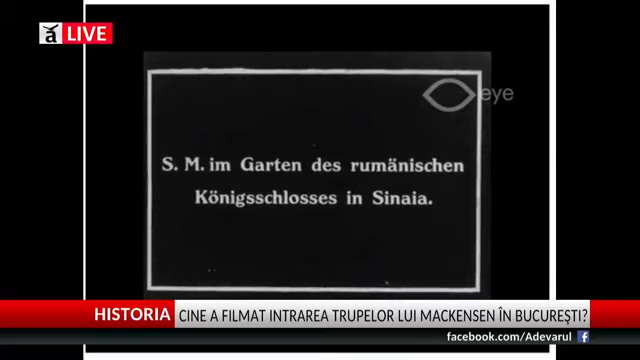 ă LIVE
eye
S. M. im Garten des rumänischen
Königsschlosses in Sinaia.
HISTORIA CINE A FILMAT INTRAREA TRUPELOR LUI MACKENSEN ÎN BUCUREŞTI?
facebook.com/Adevarul f